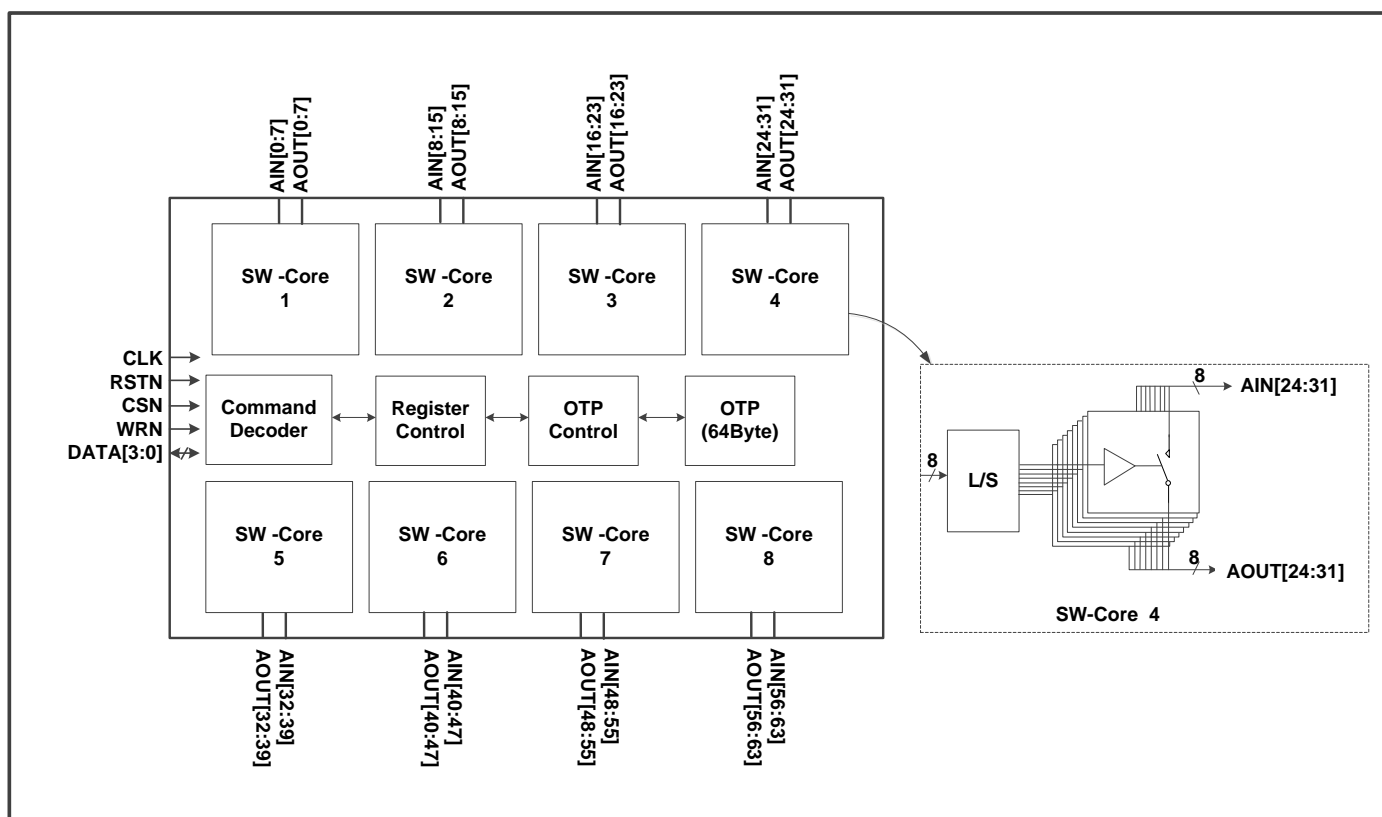 AIN[0:7]
AOUT[0:7]
AIN[8:15]
AOUT[8:15]
AIN[16:23]
AOUT[16:23]
AIN[24:31]
AOUT[24:31]
SW -Core
1
SW -Core
2
SW -Core
3
SW -Core
4
CLK
RSTN
CSN
WRN
DATA[3:0]
Command
Decoder
Register
Control
OTP
Control
OTP
(64Byte)
SW -Core
5
SW -Core
6
SW -Core
7
SW -Core
8
AOUT[32:39]
AIN[32:39]
AOUT[40:47]
AIN[40:47]
AOUT[48:55]
AIN[48:55]
AOUT[56:63]
AIN[56:63]
8
AIN[24:31]
8
L/S
8
AOUT[24:31]
SW-Core 4